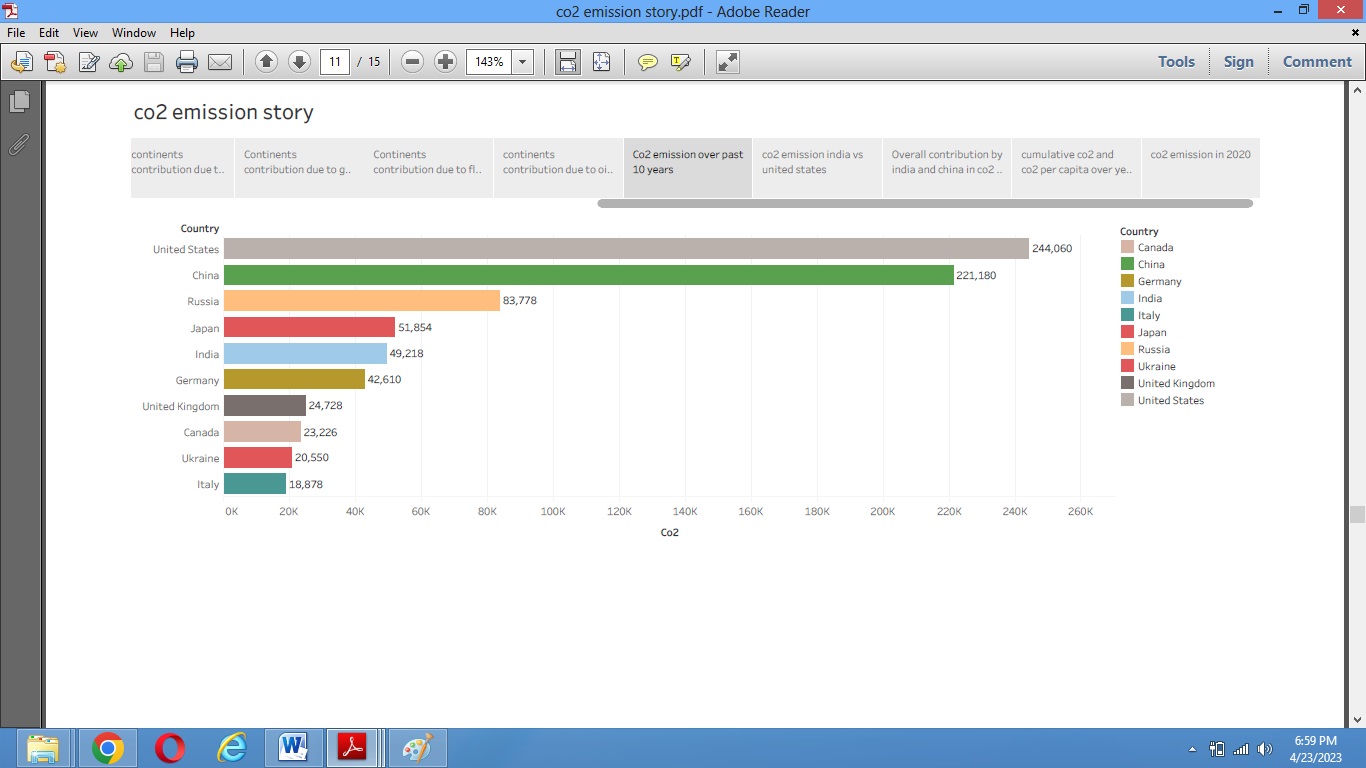 co2 emission story.pdf - Adobe Reader
File Edit View Window Help
11 / 15 143% Tools Sign Comment
co2 emission story
continents
contribution due t..
Continents
contribution due to g..
Continents
contribution due to fl..
continents
contribution due to oi..
Co2 emission over past
10 years
co2 emission india vs
united states
Overall contribution by
india and china in co2 ..
cumulative co2 and
co2 per capita over ye..
co2 emission in 2020
Country
United States 244,060
China 221,180
Russia 83,778
Japan 51,854
India 49,218
Germany 42,610
United Kingdom 24,728
Canada 23,226
Ukraine 20,550
Italy 18,878
0K 20K 40K 60K 80K 100K 120K 140K 160K 180K 200K 220K 240K 260K
Co2
Country
Canada
China
Germany
India
Italy
Japan
Russia
Ukraine
United Kingdom
United States
6:59 PM
4/23/2023